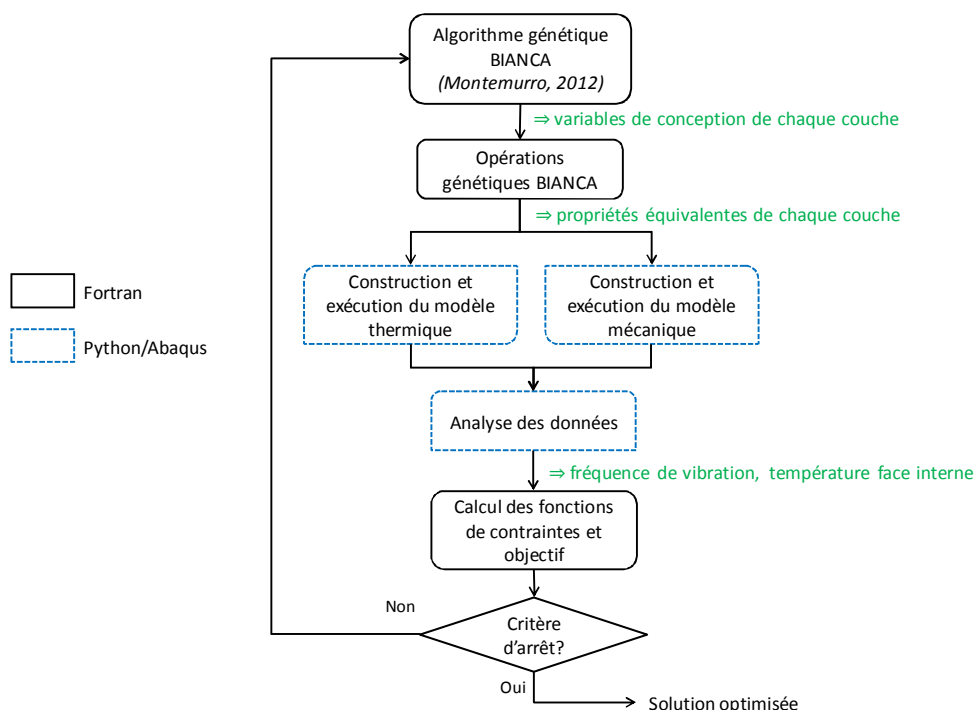 Algorithme génétique
BIANCA
(Montemurro, 2012)
⇒ variables de conception de chaque couche
Opérations
génétiques BIANCA
⇒ propriétés équivalentes de chaque couche
Construction et
exécution du modèle
thermique
Construction et
exécution du modèle
mécanique
Fortran
Python/Abaqus
Analyse des données
⇒ fréquence de vibration, température face interne
Calcul des fonctions
de contraintes et
objectif
Non
Critère
d'arrêt?
Oui
Solution optimisée